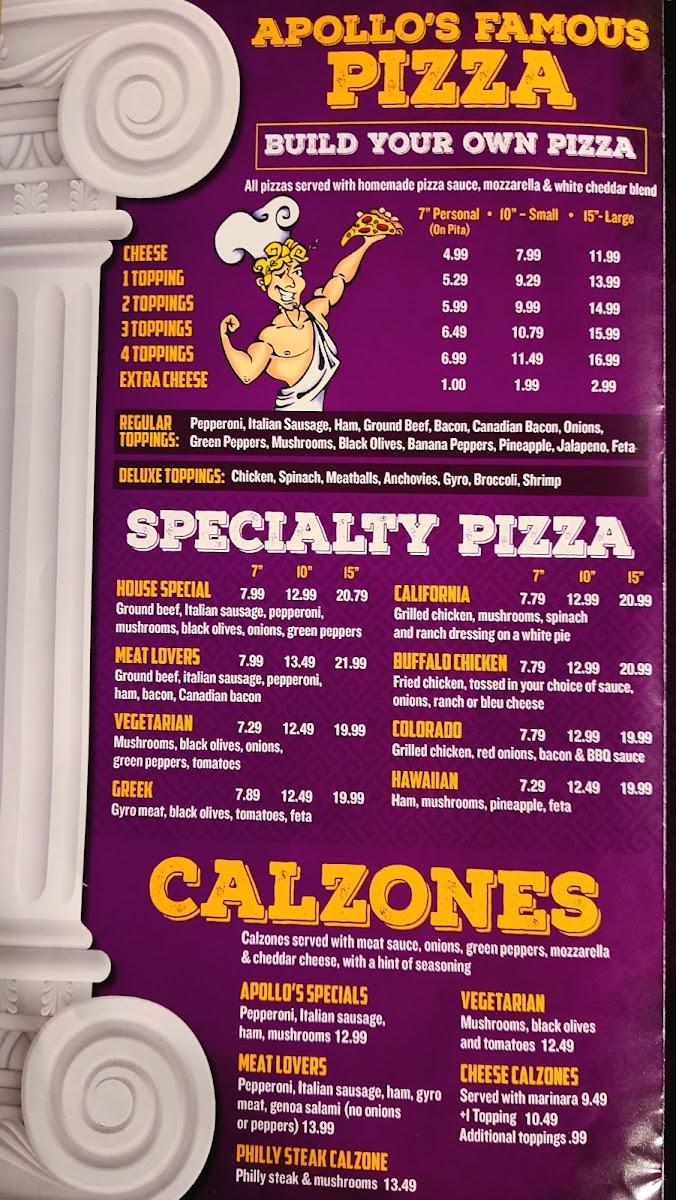 APOLLO'S FAMOUS
PIZZA
BUILD YOUR OWN PIZZA
All pizzas served with homemade pizza sauce, mozzarella & white cheddar blend
7" Personal • 10" - Small • 15"- Large
(On Pita)
CHEESE 4.99 7.99 11.99
1 TOPPING 5.29 9.29 13.99
2 TOPPINGS 5.99 9.99 14.99
3 TOPPINGS 6.49 10.79 15.99
4 TOPPINGS 6.99 11.49 16.99
EXTRA CHEESE 1.00 1.99 2.99
REGULAR TOPPINGS: Pepperoni, Italian Sausage, Ham, Ground Beef, Bacon, Canadian Bacon, Onions,
Green Peppers, Mushrooms, Black Olives, Banana Peppers, Pineapple, Jalapeno, Feta
DELUXE TOPPINGS: Chicken, Spinach, Meatballs, Anchovies, Gyro, Broccoli, Shrimp
SPECIALTY PIZZA
7" 10" 15"
HOUSE SPECIAL 7.99 12.99 20.79
Ground beef, Italian sausage, pepperoni,
mushrooms, black olives, onions, green peppers
MEAT LOVERS 7.99 13.49 21.99
Ground beef, italian sausage, pepperoni,
ham, bacon, Canadian bacon
VEGETARIAN 7.29 12.49 19.99
Mushrooms, black olives, onions,
green peppers, tomatoes
GREEK 7.89 12.49 19.99
Gyro meat, black olives, tomatoes, feta
7" 10" 15"
CALIFORNIA 7.79 12.99 20.99
Grilled chicken, mushrooms, spinach
and ranch dressing on a white pie
BUFFALO CHICKEN 7.79 12.99 20.99
Fried chicken, tossed in your choice of sauce,
onions, ranch or bleu cheese
COLORADO 7.79 12.99 19.99
Grilled chicken, red onions, bacon & BBQ sauce
HAWAIIAN 7.29 12.49 19.99
Ham, mushrooms, pineapple, feta
CALZONES
Calzones served with meat sauce, onions, green peppers, mozzarella
& cheddar cheese, with a hint of seasoning
APOLLO'S SPECIALS
Pepperoni, Italian sausage,
ham, mushrooms 12.99
MEAT LOVERS
Pepperoni, Italian sausage, ham, gyro
meat, genoa salami (no onions
or peppers) 13.99
PHILLY STEAK CALZONE
Philly steak & mushrooms 13.49
VEGETARIAN
Mushrooms, black olives
and tomatoes 12.49
CHEESE CALZONES
Served with marinara 9.49
+1 Topping 10.49
Additional toppings .99